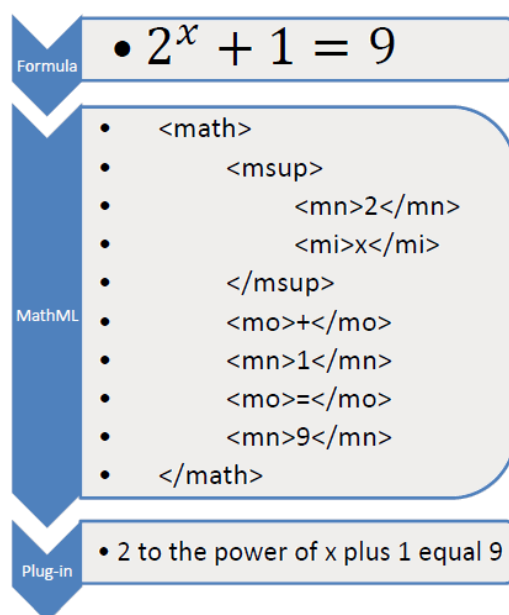 Formula
• 2ˣ + 1 = 9
MathML
• <math>
• <msup>
• <mn>2</mn>
• <mi>x</mi>
• </msup>
• <mo>+</mo>
• <mn>1</mn>
• <mo>=</mo>
• <mn>9</mn>
• </math>
Plug-in
• 2 to the power of x plus 1 equal 9